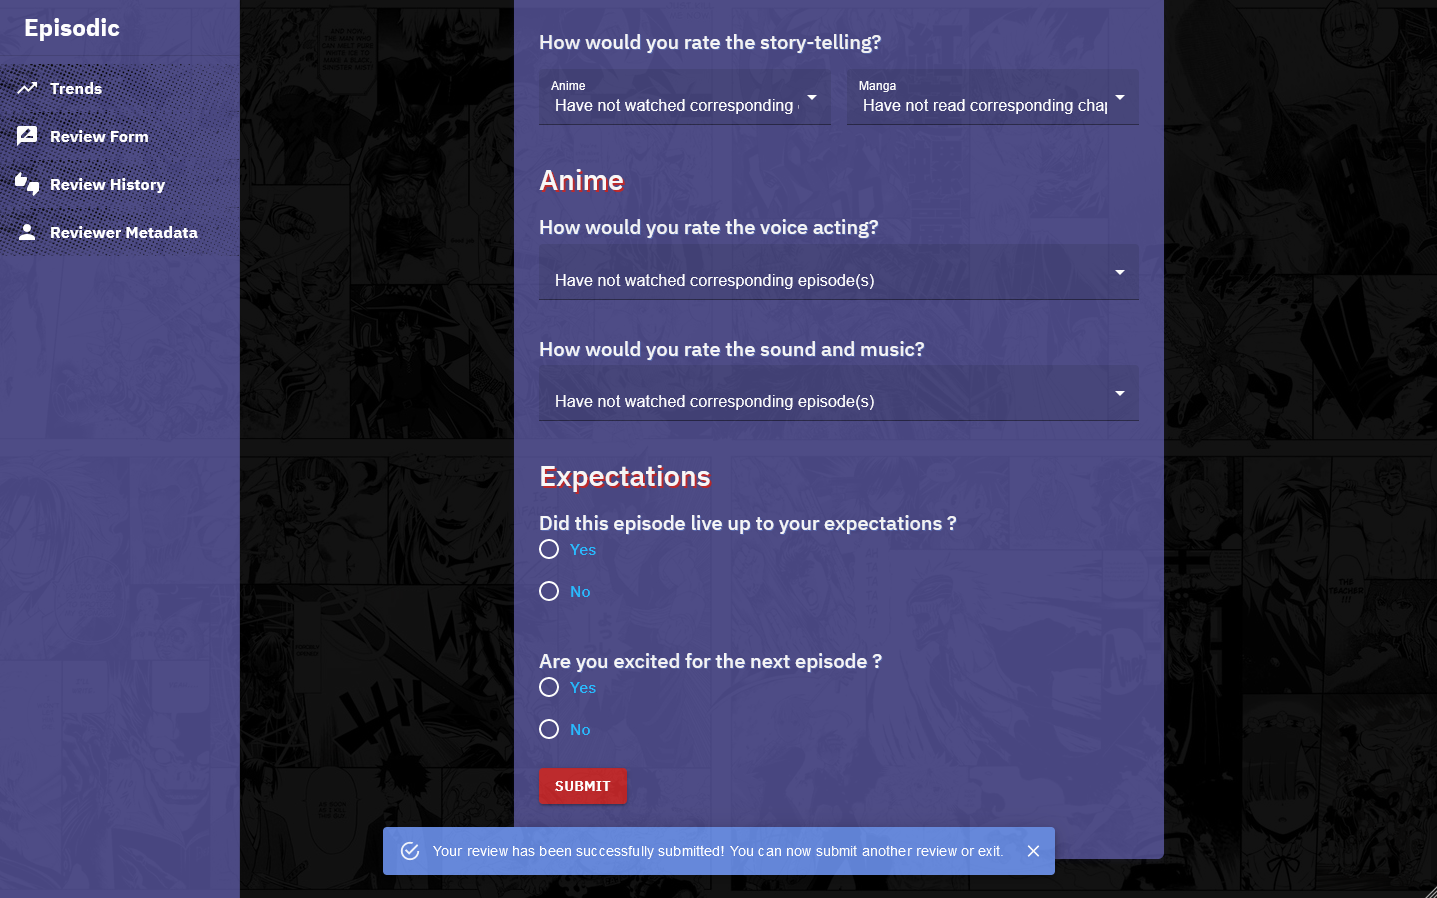 Episodic
Trends
Review Form
Review History
Reviewer Metadata
How would you rate the story-telling?
Anime
Have not watched corresponding
Manga
Have not read corresponding chap
Anime
How would you rate the voice acting?
Have not watched corresponding episode(s)
How would you rate the sound and music?
Have not watched corresponding episode(s)
Expectations
Did this episode live up to your expectations ?
Yes
No
Are you excited for the next episode ?
Yes
No
SUBMIT
Your review has been successfully submitted! You can now submit another review or exit.
THE
TEACHER
!!!